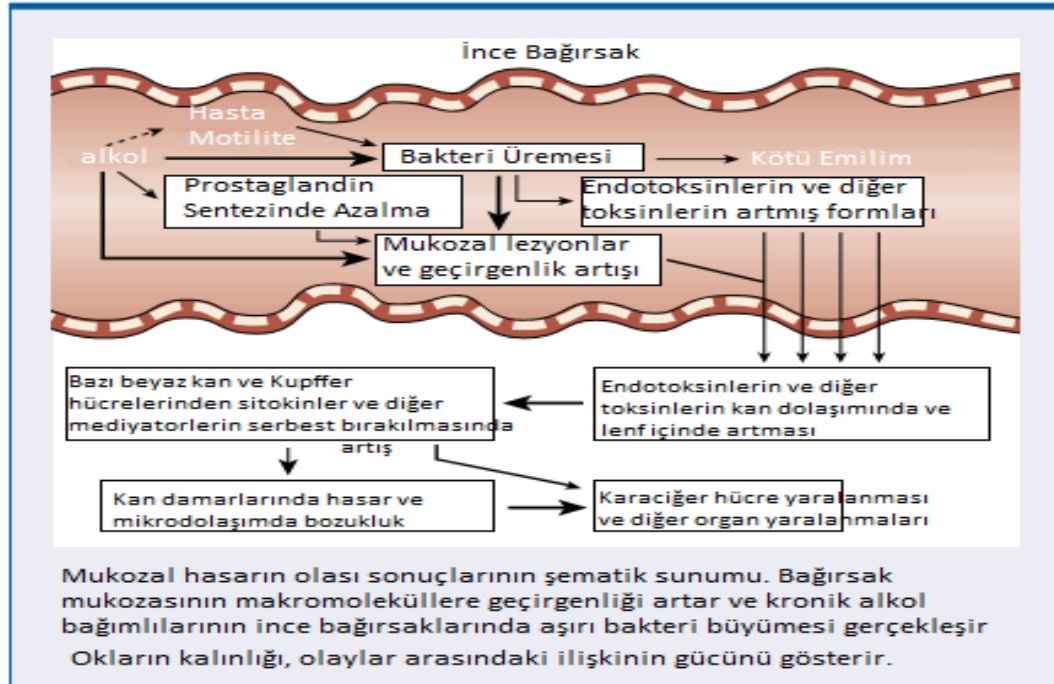 İnce Bağırsak
Hasta
Motilite
alkol
Bakteri Üremesi
Kötü Emilim
Prostaglandin
Sentezinde Azalma
Endotoksinlerin ve diğer
toksinlerin artmış formları
Mukozal lezyonlar
ve geçirgenlik artışı
Bazı beyaz kan ve Kupffer
hücrelerinden sitokinler ve diğer
mediyatorlerin serbest bırakılmasında
artış
Endotoksinlerin ve diğer
toksinlerin kan dolaşımında ve
lenf içinde artması
Kan damarlarında hasar ve
mikrodolaşımda bozukluk
Karaciğer hücre yaralanması
ve diğer organ yaralanmaları
Mukozal hasarın olası sonuçlarının şematik sunumu. Bağırsak
mukozasının makromoleküllere geçirgenliği artar ve kronik alkol
bağımlılarının ince bağırsaklarında aşırı bakteri büyümesi gerçekleşir
Okların kalınlığı, olaylar arasındaki ilişkinin gücünü gösterir.